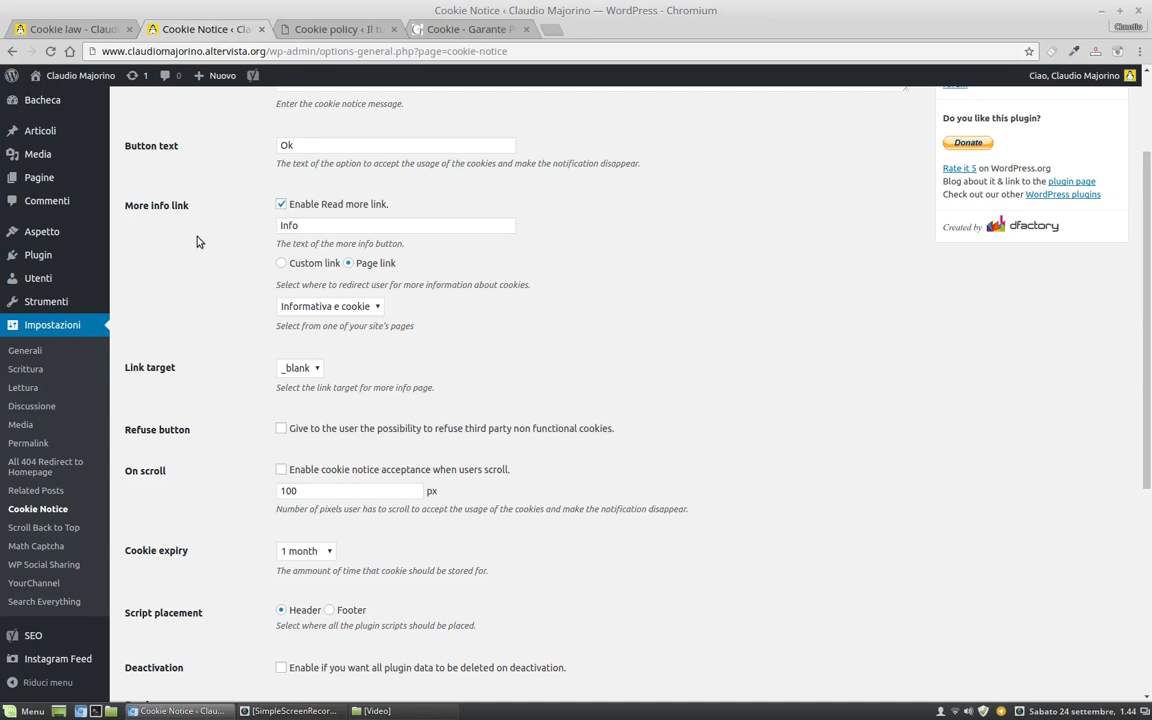 Cookie Notice ‹ Claudio Majorino — WordPress - Chromium
Cookie law - Claudi
Cookie Notice ‹ Cla
Cookie policy ‹ Il tu
Cookie - Garante P
Claudio
www.claudiomajorino.altervista.org/wp-admin/options-general.php?page=cookie-notice
Claudio Majorino
1
0
Nuovo
Ciao, Claudio Majorino
Bacheca
Articoli
Media
Pagine
Commenti
Aspetto
Plugin
Utenti
Strumenti
Impostazioni
Generali
Scrittura
Lettura
Discussione
Media
Permalink
All 404 Redirect to
Homepage
Related Posts
Cookie Notice
Scroll Back to Top
Math Captcha
WP Social Sharing
YourChannel
Search Everything
SEO
Instagram Feed
Riduci menu
Enter the cookie notice message.
Button text
Ok
The text of the option to accept the usage of the cookies and make the notification disappear.
More info link
Enable Read more link.
Info
The text of the more info button.
Custom link Page link
Select where to redirect user for more information about cookies.
Informativa e cookie
Select from one of your site's pages
Link target
_blank
Select the link target for more info page.
Refuse button
Give to the user the possibility to refuse third party non functional cookies.
On scroll
Enable cookie notice acceptance when users scroll.
100 px
Number of pixels user has to scroll to accept the usage of the cookies and make the notification disappear.
Cookie expiry
1 month
The ammount of time that cookie should be stored for.
Script placement
Header Footer
Select where all the plugin scripts should be placed.
Deactivation
Enable if you want all plugin data to be deleted on deactivation.
Do you like this plugin?
Donate
Rate it 5 on WordPress.org
Blog about it & link to the plugin page
Check out our other WordPress plugins
Created by dfactory
Menu
Cookie Notice ‹ Clau...
[SimpleScreenRecor...
[Video]
Sabato 24 settembre, 1.44